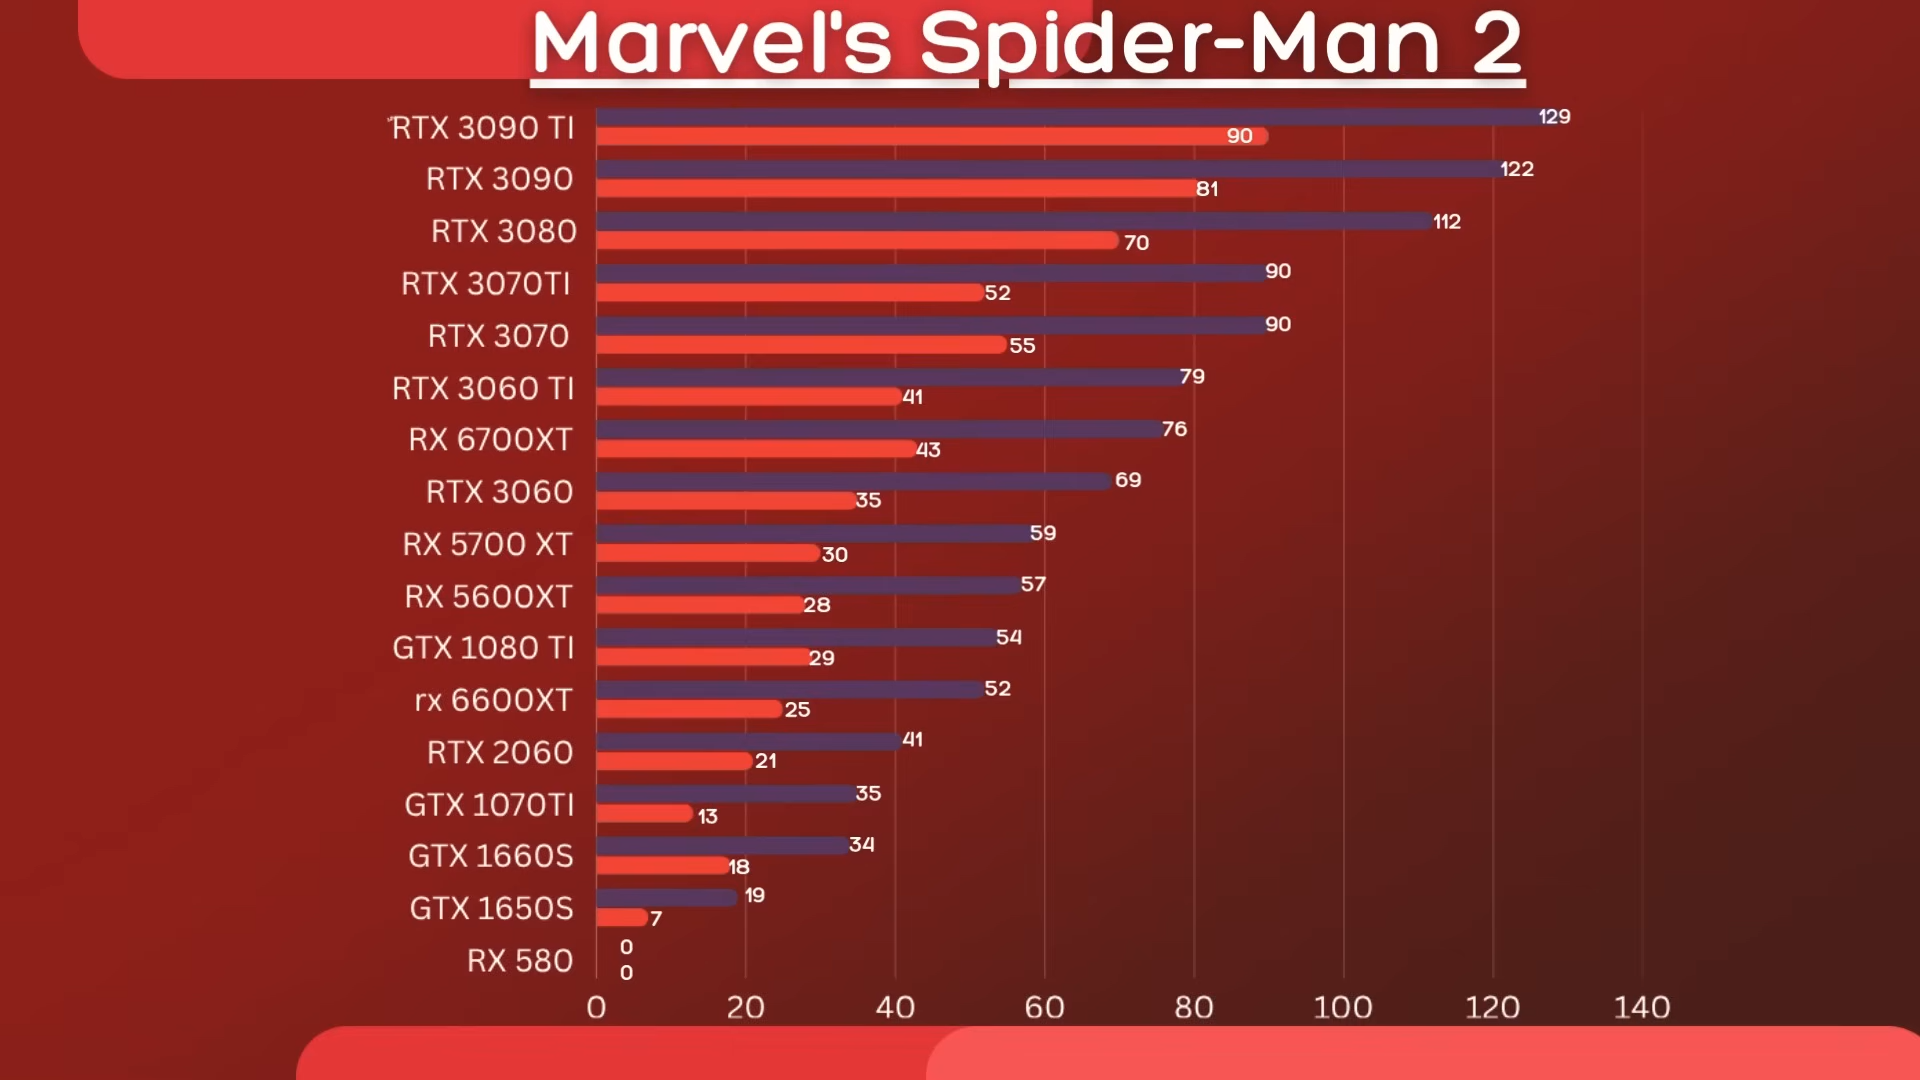 Marvel's Spider-Man 2
RTX 3090 TI
129
90
RTX 3090
122
81
RTX 3080
112
70
RTX 3070TI
90
52
RTX 3070
90
55
RTX 3060 TI
79
41
RX 6700XT
76
43
RTX 3060
69
35
RX 5700 XT
59
30
RX 5600XT
57
28
GTX 1080 TI
54
29
rx 6600XT
52
25
RTX 2060
41
21
GTX 1070TI
35
13
GTX 1660S
34
18
GTX 1650S
19
7
RX 580
0
0
0 20 40 60 80 100 120 140